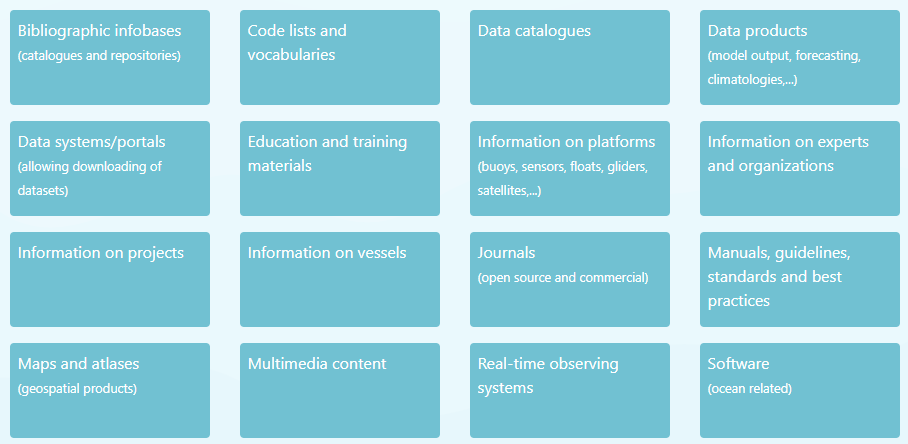 Bibliographic infobases
(catalogues and repositories)
Code lists and
vocabularies
Data catalogues
Data products
(model output, forecasting,
climatologies,...)
Data systems/portals
(allowing downloading of
datasets)
Education and training
materials
Information on platforms
(buoys, sensors, floats, gliders,
satellites,...)
Information on experts
and organizations
Information on projects
Information on vessels
Journals
(open source and commercial)
Manuals, guidelines,
standards and best
practices
Maps and atlases
(geospatial products)
Multimedia content
Real-time observing
systems
Software
(ocean related)